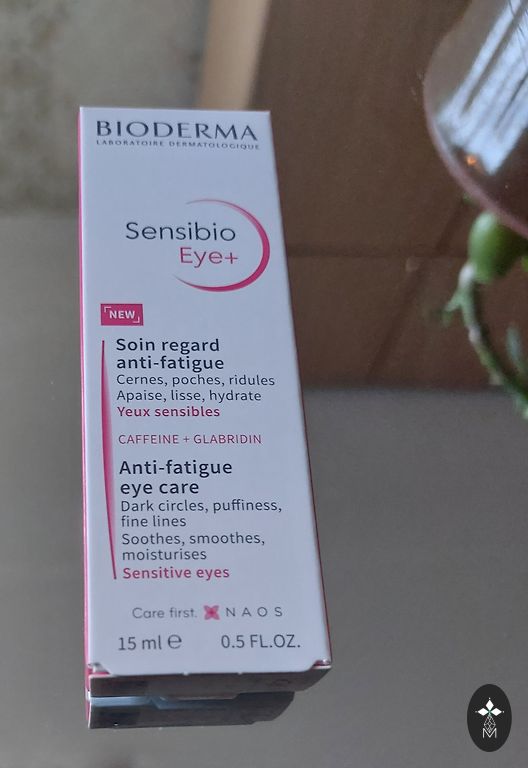 BIODERMA
LABORATOIRE DERMATOLOGIQUE
Sensibio
Eye+
NEW
Soin regard
anti-fatigue
Cernes, poches, ridules
Apaise, lisse, hydrate
Yeux sensibles
CAFFEINE + GLABRIDIN
Anti-fatigue
eye care
Dark circles, puffiness,
fine lines
Soothes, smoothes,
moisturises
Sensitive eyes
Care first. NAOS
15 ml ℮ 0.5 FL.OZ.
M